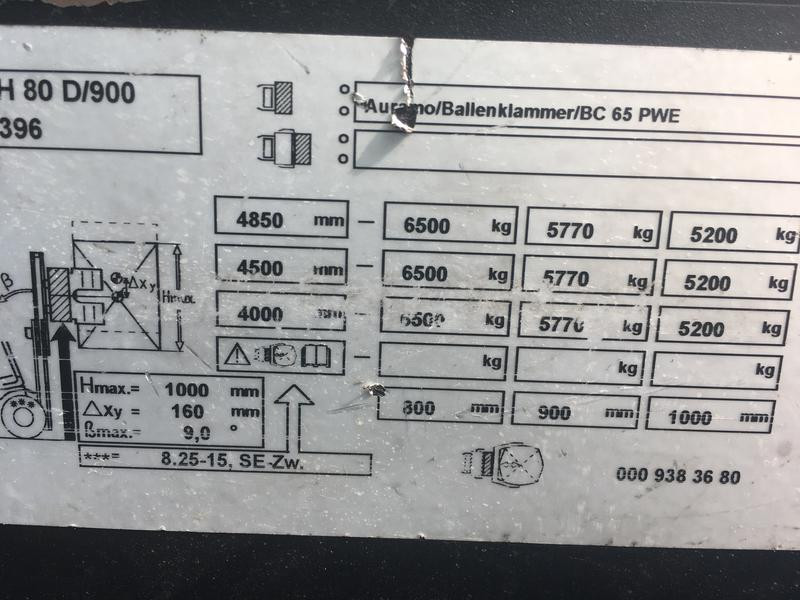 H 80 D/900
396
Auramo/Ballenklammer/BC 65 PWE
4850 mm – 6500 kg 5770 kg 5200 kg
4500 mm – 6500 kg 5770 kg 5200 kg
4000 mm – 6500 kg 5770 kg 5200 kg
– kg kg kg
800 mm 900 mm 1000 mm
β
Δxy
Hmax.
Hmax.= 1000 mm
Δxy = 160 mm
ßmax.= 9,0 °
***= 8.25-15, SE-Zw.
***
000 938 36 80